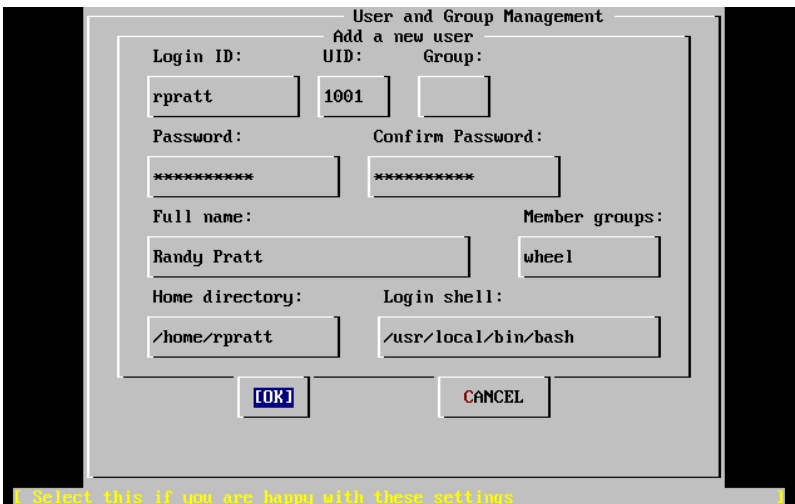 User and Group Management
Add a new user
Login ID: UID: Group:
rpratt 1001
Password: Confirm Password:
********** **********
Full name: Member groups:
Randy Pratt wheel
Home directory: Login shell:
/home/rpratt /usr/local/bin/bash
[OK] CANCEL
[ Select this if you are happy with these settings ]